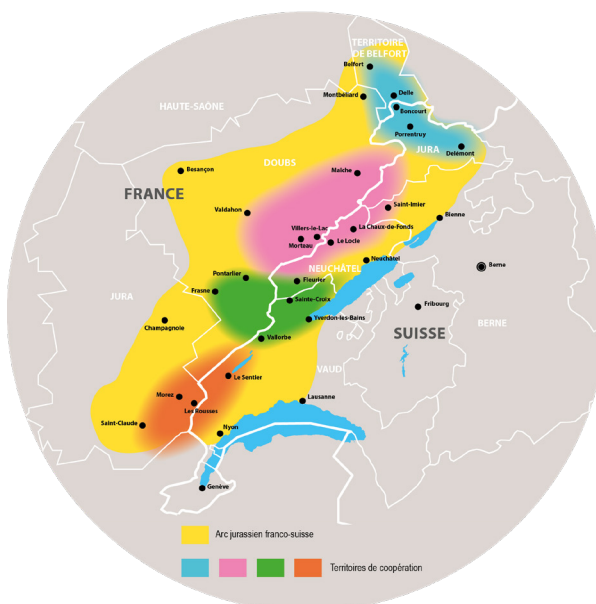 TERRITOIRE
DE BELFORT
Belfort
Montbéliard
Delle
HAUTE-SAÔNE
Boncourt
Porrentruy
JURA
Delémont
DOUBS
Besançon
Maîche
FRANCE
Saint-Imier
Valdahon
Bienne
La Chaux-de-Fonds
Villers-le-Lac
Le Locle
Morteau
Neuchâtel
Berne
NEUCHÂTEL
Pontarlier
Fleurier
Frasne
JURA
Sainte-Croix
Fribourg
Champagnole
Yverdon-les-Bains
BERNE
SUISSE
Vallorbe
VAUD
Le Sentier
Morez
Les Rousses
Lausanne
Saint-Claude
Nyon
Genève
Arc jurassien franco-suisse
Territoires de coopération